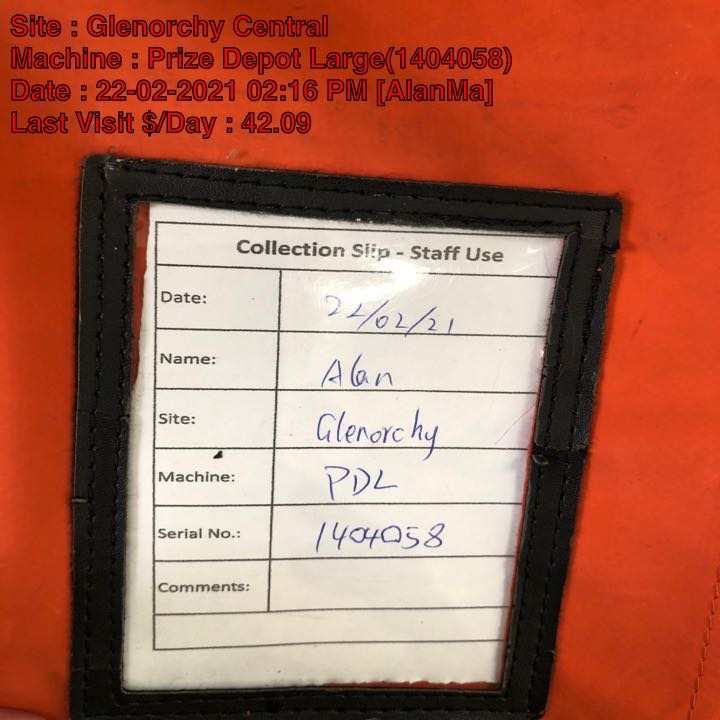 Site : Glenorchy Central
Machine : Prize Depot Large(1404058)
Date : 22-02-2021 02:16 PM [AlanMa]
Last Visit $/Day : 42.09
Collection Slip - Staff Use
Date: 22/02/21
Name: Alan
Site: Glenorchy
Machine: PDL
Serial No.: 1404058
Comments: